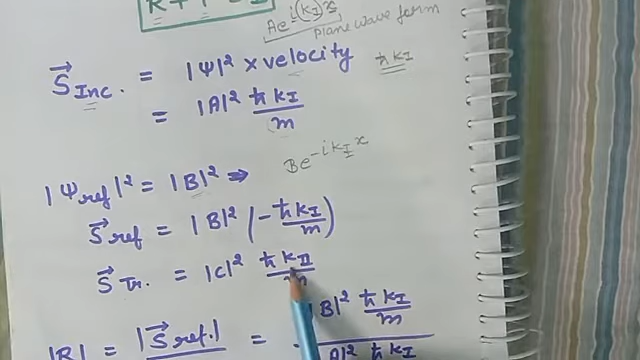 R + T = 1
Ae^{i(k_I)x}
plane wave form
S⃗_Inc. = |Ψ|² × velocity
ħk_I
= |A|² ħk_I/m
Be^{-ik_I x}
|Ψ_ref|² = |B|² ⇒
S⃗_ref = |B|² (-ħk_I/m)
S⃗_Tr. = |C|² ħk_II/m
|R| = |S⃗_ref.| = |B|² ħk_I/m
|A|² ħk_I